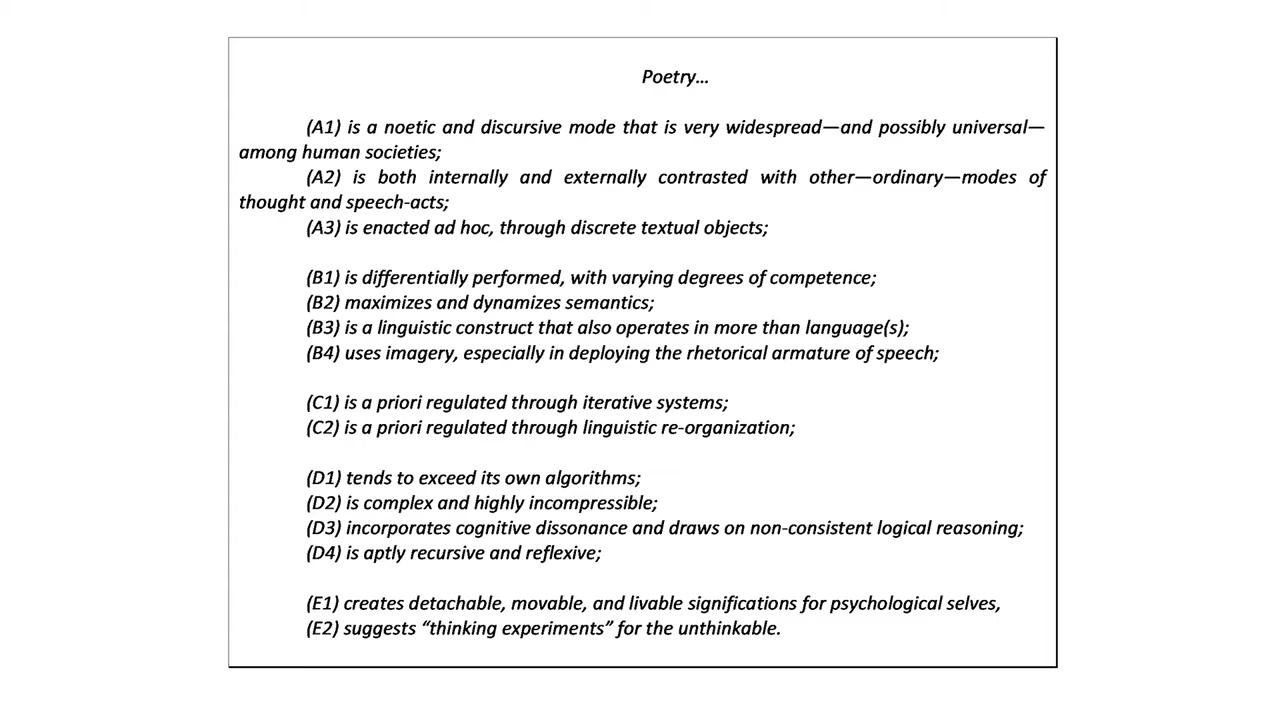 Poetry…
(A1) is a noetic and discursive mode that is very widespread—and possibly universal—
among human societies;
(A2) is both internally and externally contrasted with other—ordinary—modes of
thought and speech-acts;
(A3) is enacted ad hoc, through discrete textual objects;
(B1) is differentially performed, with varying degrees of competence;
(B2) maximizes and dynamizes semantics;
(B3) is a linguistic construct that also operates in more than language(s);
(B4) uses imagery, especially in deploying the rhetorical armature of speech;
(C1) is a priori regulated through iterative systems;
(C2) is a priori regulated through linguistic re-organization;
(D1) tends to exceed its own algorithms;
(D2) is complex and highly incompressible;
(D3) incorporates cognitive dissonance and draws on non-consistent logical reasoning;
(D4) is aptly recursive and reflexive;
(E1) creates detachable, movable, and livable significations for psychological selves,
(E2) suggests “thinking experiments” for the unthinkable.